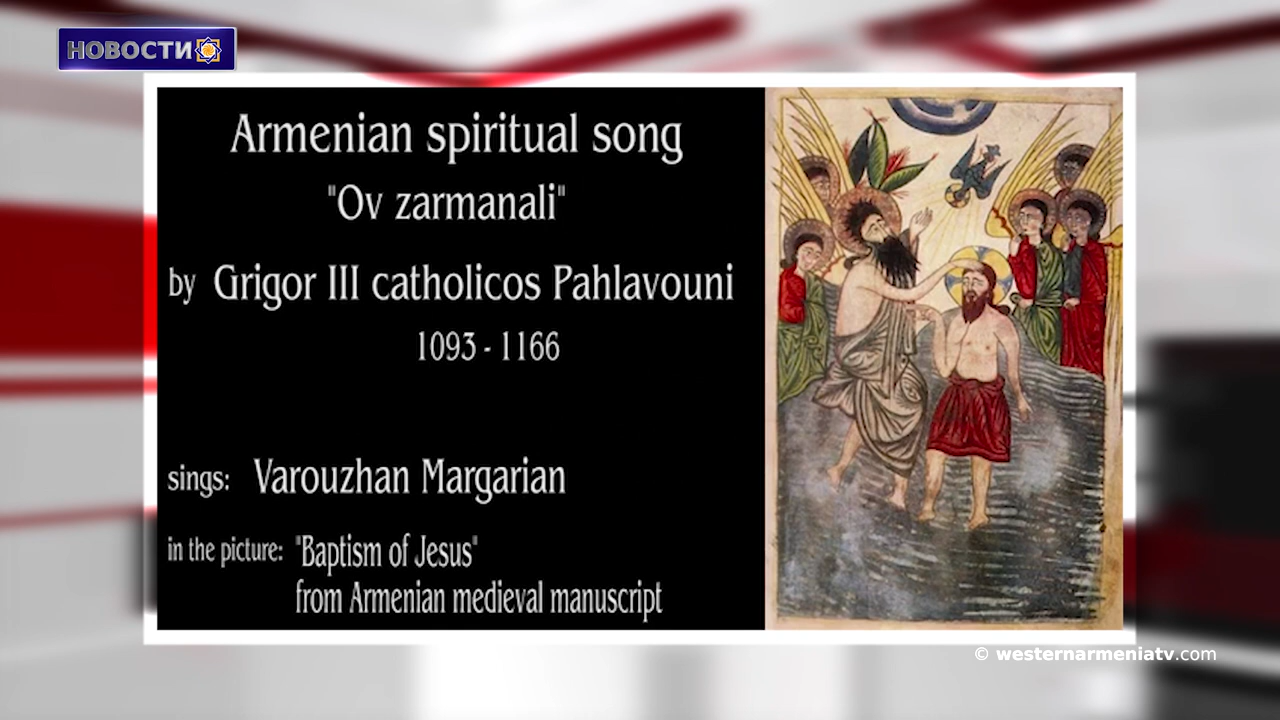 НОВОСТИ
Armenian spiritual song
"Ov zarmanali"
by Grigor III catholicos Pahlavouni
1093 - 1166
sings: Varouzhan Margarian
in the picture: "Baptism of Jesus"
from Armenian medieval manuscript
© westernarmeniatv.com